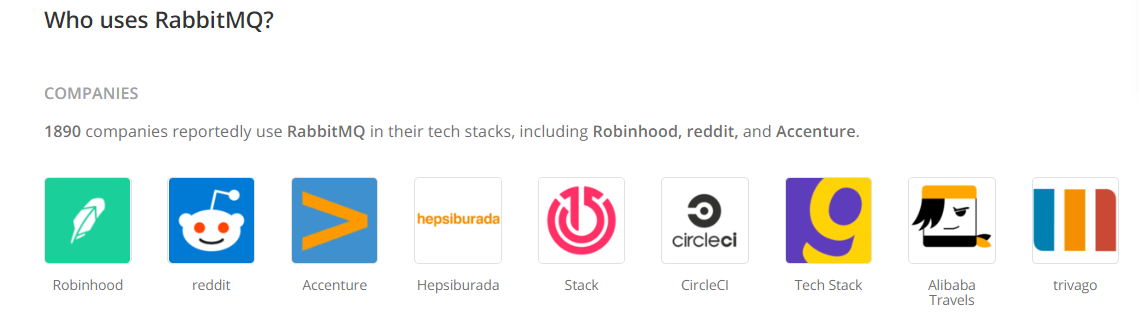 Who uses RabbitMQ?
COMPANIES
1890 companies reportedly use RabbitMQ in their tech stacks, including Robinhood, reddit, and Accenture.
hepsiburada
circleci
g
Robinhood
reddit
Accenture
Hepsiburada
Stack
CircleCI
Tech Stack
Alibaba
Travels
trivago